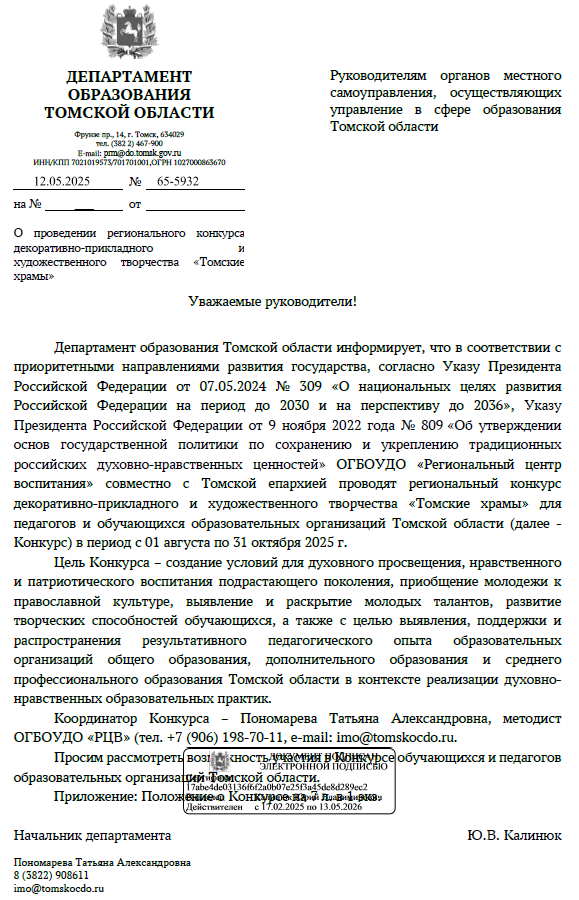 ДЕПАРТАМЕНТ
ОБРАЗОВАНИЯ
ТОМСКОЙ ОБЛАСТИ
Фрунзе пр., 14, г. Томск, 634029
тел. (382 2) 467-900
E-mail: prm@do.tomsk.gov.ru
ИНН/КПП 7021019573/701701001,ОГРН 1027000863670
12.05.2025 № 65-5932
на № ___ от
Руководителям органов местного
самоуправления, осуществляющих
управление в сфере образования
Томской области
О проведении регионального конкурса
декоративно-прикладного и
художественного творчества «Томские
храмы»
Уважаемые руководители!
Департамент образования Томской области информирует, что в соответствии с
приоритетными направлениями развития государства, согласно Указу Президента
Российской Федерации от 07.05.2024 № 309 «О национальных целях развития
Российской Федерации на период до 2030 и на перспективу до 2036», Указу
Президента Российской Федерации от 9 ноября 2022 года № 809 «Об утверждении
основ государственной политики по сохранению и укреплению традиционных
российских духовно-нравственных ценностей» ОГБОУДО «Региональный центр
воспитания» совместно с Томской епархией проводят региональный конкурс
декоративно-прикладного и художественного творчества «Томские храмы» для
педагогов и обучающихся образовательных организаций Томской области (далее -
Конкурс) в период с 01 августа по 31 октября 2025 г.
Цель Конкурса – создание условий для духовного просвещения, нравственного
и патриотического воспитания подрастающего поколения, приобщение молодежи к
православной культуре, выявление и раскрытие молодых талантов, развитие
творческих способностей обучающихся, а также с целью выявления, поддержки и
распространения результативного педагогического опыта образовательных
организаций общего образования, дополнительного образования и среднего
профессионального образования Томской области в контексте реализации духовно-
нравственных образовательных практик.
Координатор Конкурса – Пономарева Татьяна Александровна, методист
ОГБОУДО «РЦВ» (тел. +7 (906) 198-70-11, e-mail: imo@tomskocdo.ru.
Просим рассмотреть возможность участия в Конкурсе обучающихся и педагогов
образовательных организаций Томской области.
Приложение: Положение о Конкурсе на 7 л. в 1 экз.
ДОКУМЕНТ ПОДПИСАН
ЭЛЕКТРОННОЙ ПОДПИСЬЮ
Сертификат
17abe4de03136f6f2a0b07e25f3a45de8d289ec2
Владелец Калинюк Юрий Владимирович
Действителен с 17.02.2025 по 13.05.2026
Начальник департамента Ю.В. Калинюк
Пономарева Татьяна Александровна
8 (3822) 908611
imo@tomskocdo.ru